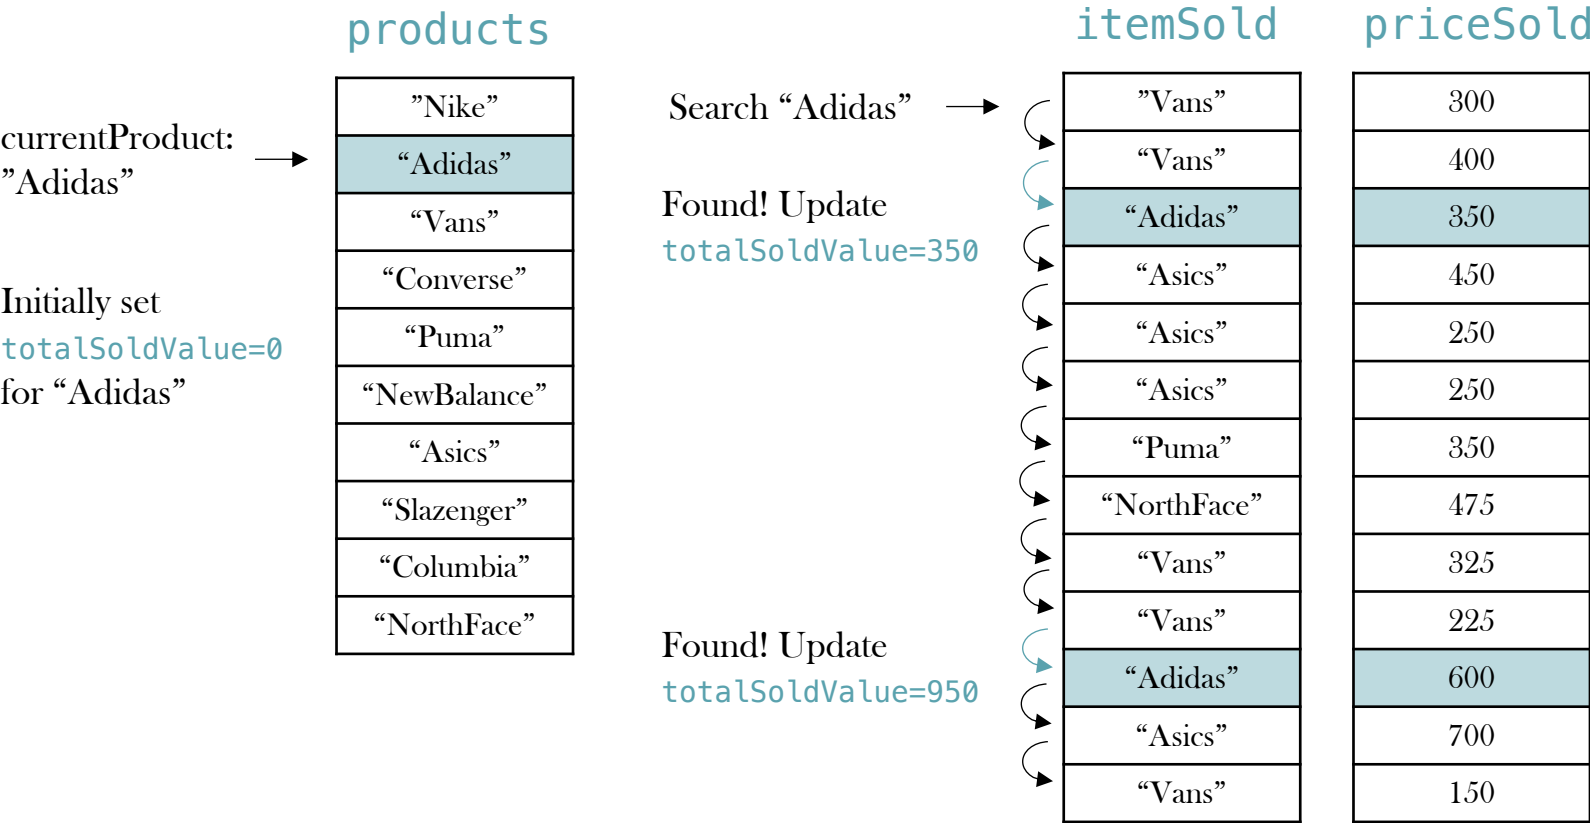 products
itemSold
priceSold
currentProduct:
”Adidas”
Initially set
totalSoldValue=0
for “Adidas”
”Nike”
“Adidas”
“Vans”
“Converse”
“Puma”
“NewBalance”
“Asics”
“Slazenger”
“Columbia”
“NorthFace”
Search “Adidas”
Found! Update
totalSoldValue=350
Found! Update
totalSoldValue=950
”Vans” 300
“Vans” 400
“Adidas” 350
“Asics” 450
“Asics” 250
“Asics” 250
“Puma” 350
“NorthFace” 475
“Vans” 325
“Vans” 225
“Adidas” 600
“Asics” 700
“Vans” 150